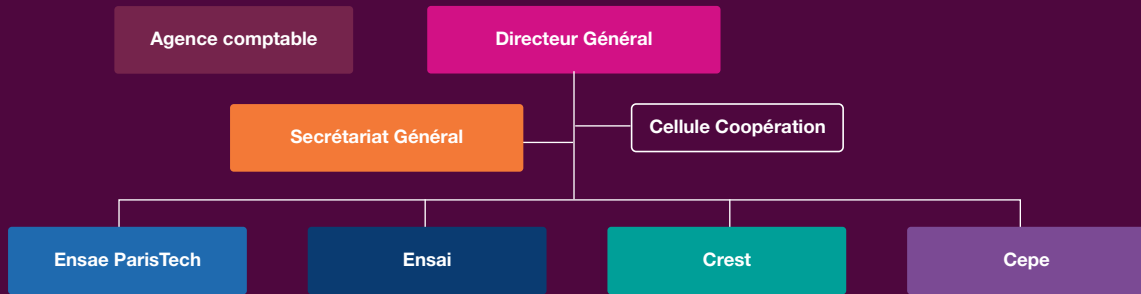 Agence comptable
Directeur Général
Secrétariat Général
Cellule Coopération
Ensae ParisTech
Ensai
Crest
Cepe